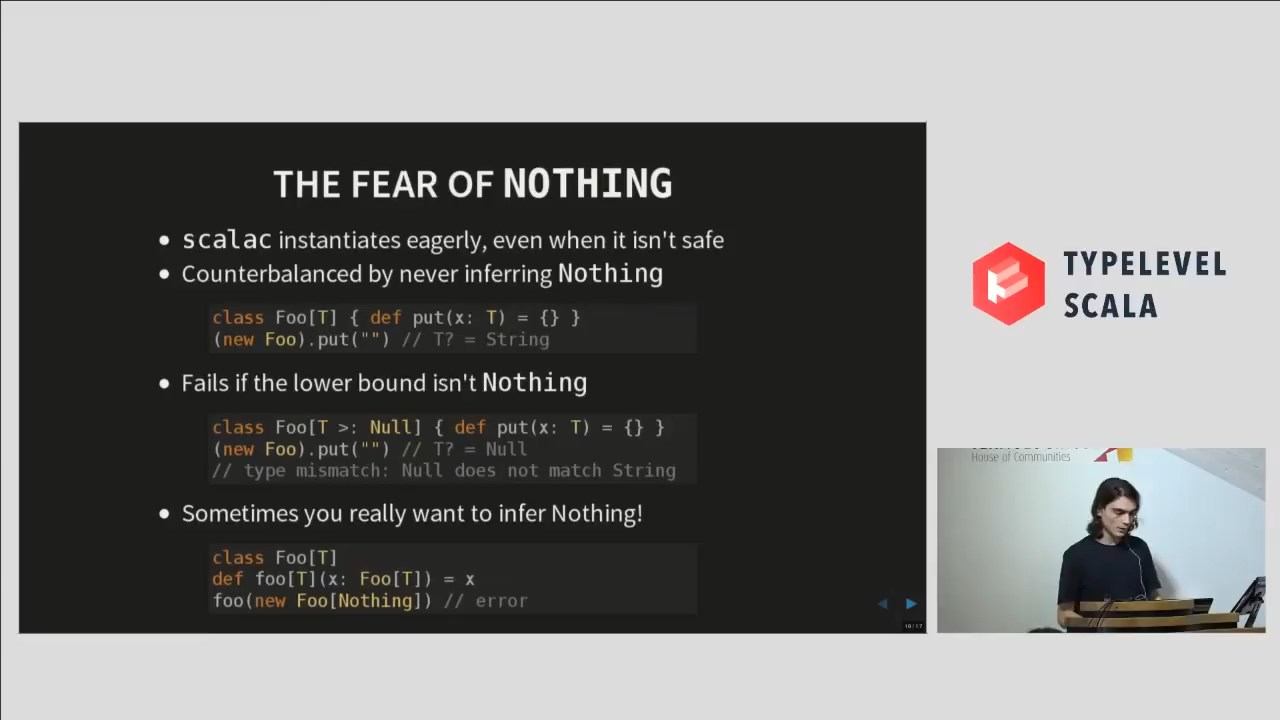 THE FEAR OF NOTHING
• scalac instantiates eagerly, even when it isn't safe
• Counterbalanced by never inferring Nothing
class Foo[T] { def put(x: T) = {} }
(new Foo).put("") // T? = String
• Fails if the lower bound isn't Nothing
class Foo[T >: Null] { def put(x: T) = {} }
(new Foo).put("") // T? = Null
// type mismatch: Null does not match String
• Sometimes you really want to infer Nothing!
class Foo[T]
def foo[T](x: Foo[T]) = x
foo(new Foo[Nothing]) // error
TYPELEVEL
SCALA
House of Communities